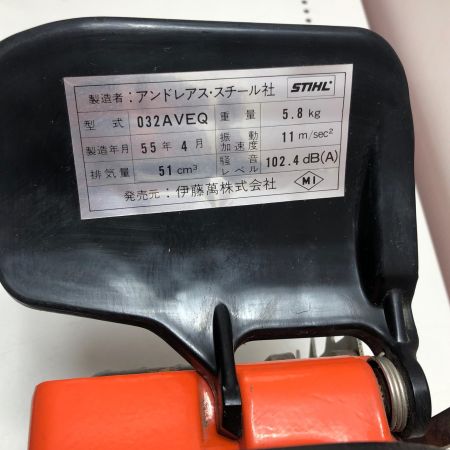 製造者：アンドレアス・スチール社 STIHL®
型式 032AVEQ 重量 5.8 kg
製造年月 55年 4月 振動加速度 11 m/sec²
排気量 51 cm³ 騒音レベル 102.4 dB(A)
発売元：伊藤萬株式会社 MI